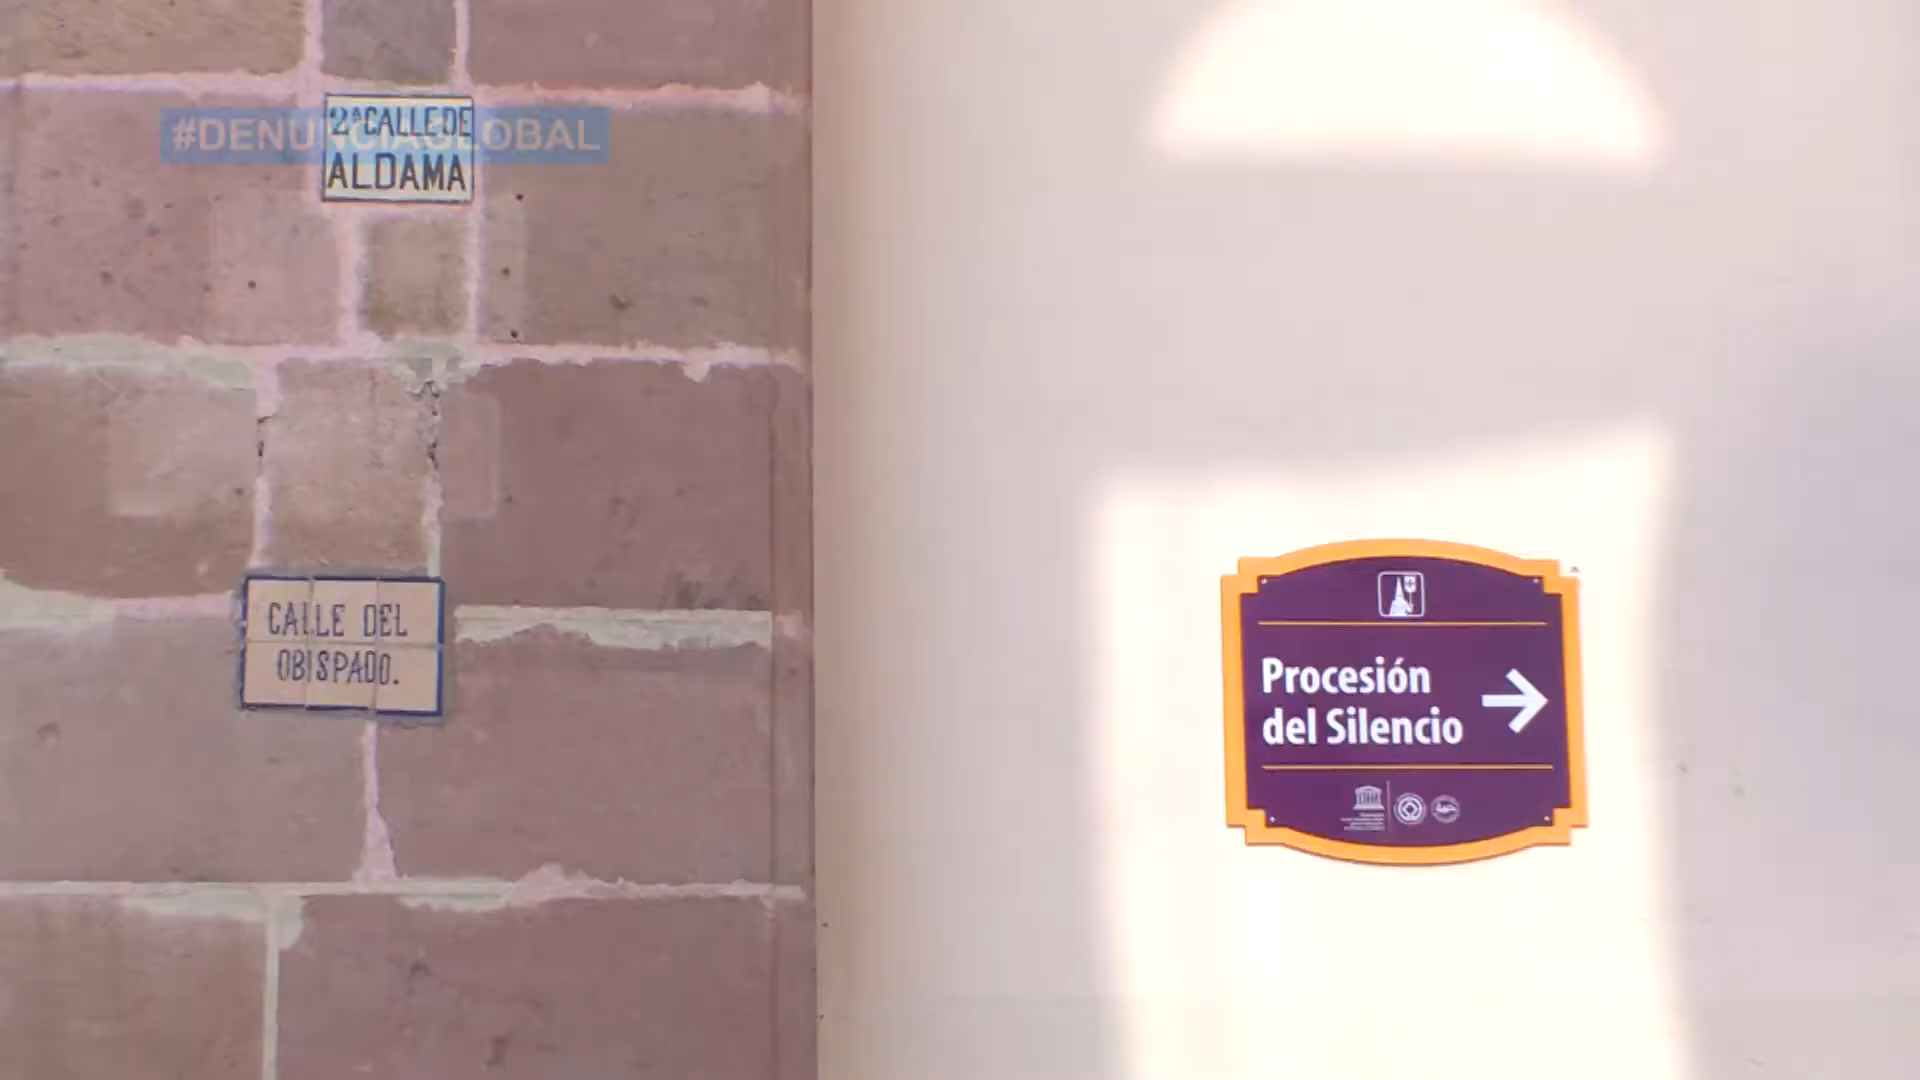 #DENUNCIAGLOBAL
2ª CALLE DE
ALDAMA
CALLE DEL
OBISPADO.
Procesión
del Silencio